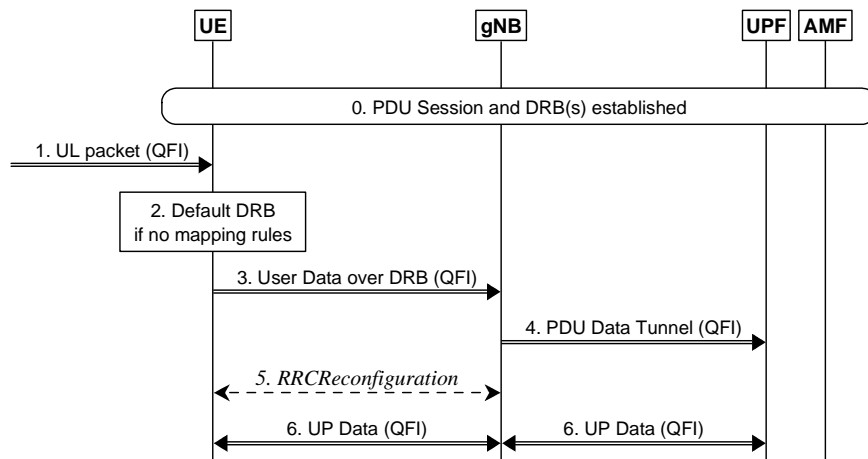 UE gNB UPF AMF
0. PDU Session and DRB(s) established
1. UL packet (QFI)
2. Default DRB
if no mapping rules
3. User Data over DRB (QFI)
4. PDU Data Tunnel (QFI)
5. RRCReconfiguration
6. UP Data (QFI) 6. UP Data (QFI)